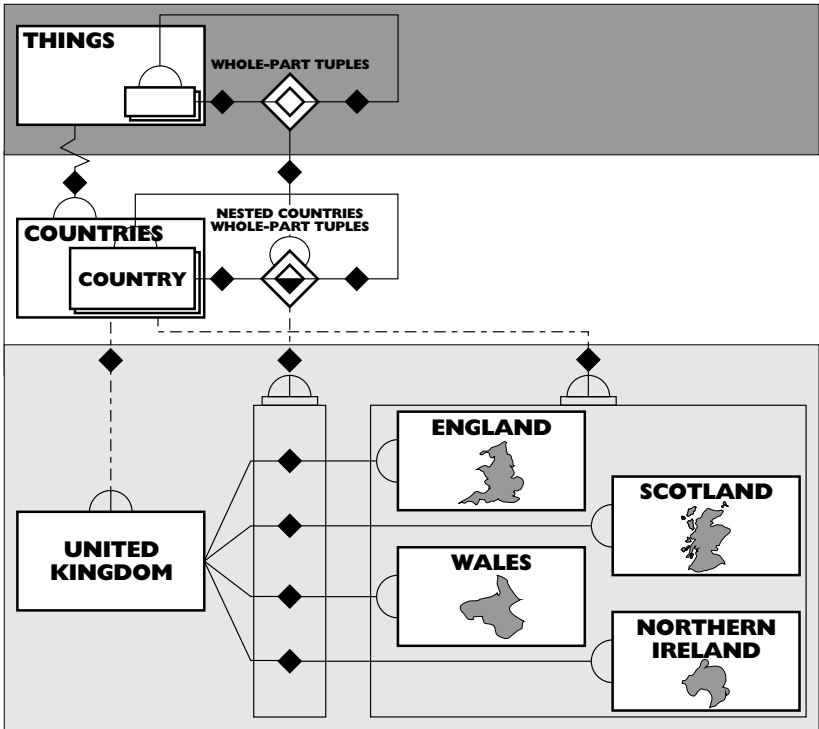 THINGS
WHOLE-PART TUPLES
NESTED COUNTRIES
WHOLE-PART TUPLES
COUNTRIES
COUNTRY
ENGLAND
SCOTLAND
UNITED
KINGDOM
WALES
NORTHERN
IRELAND